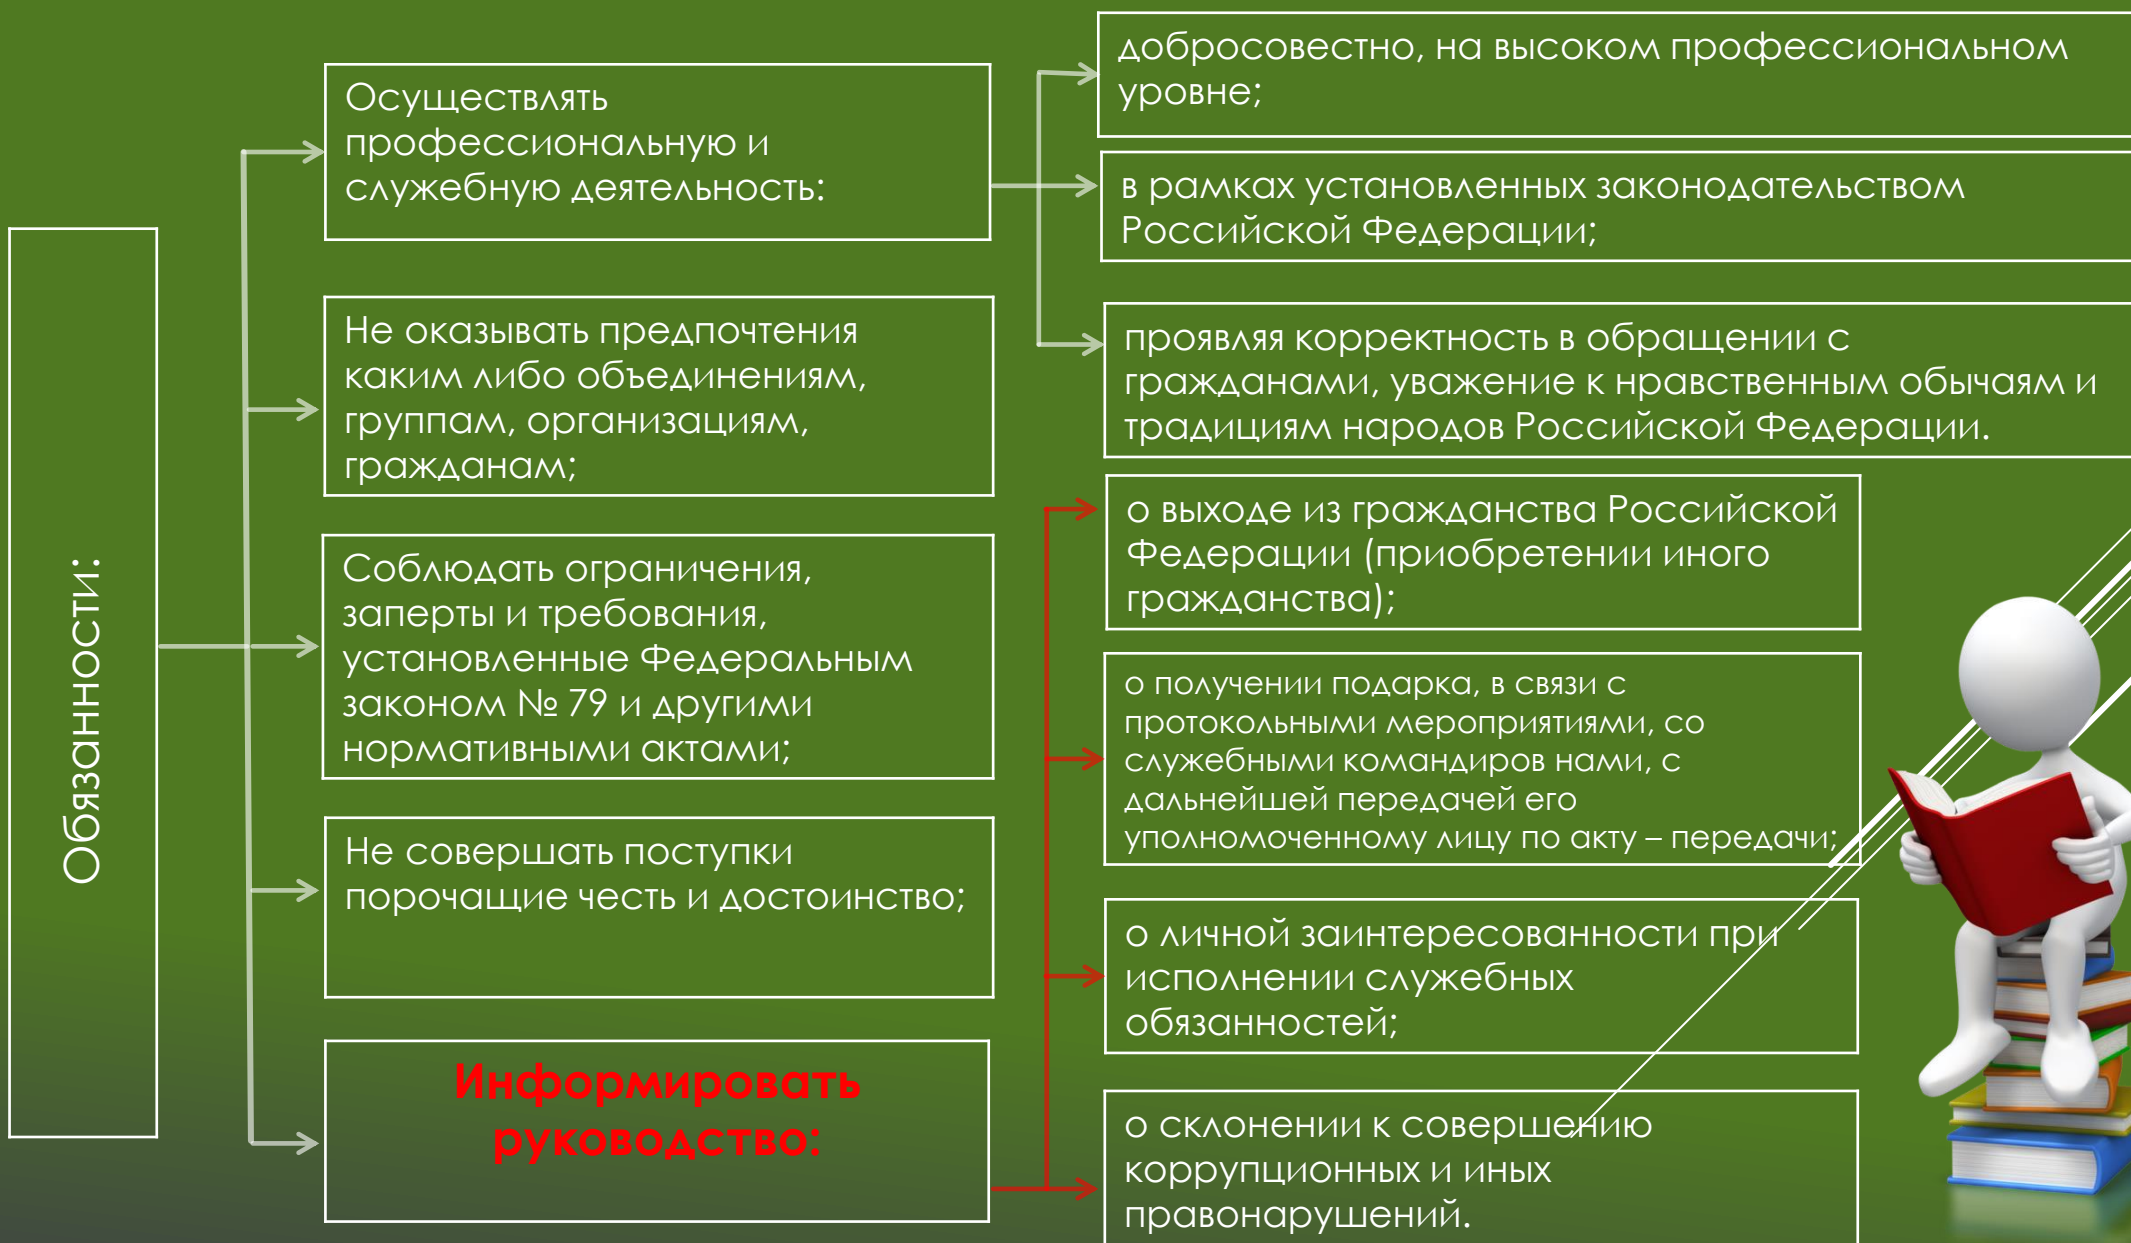 Обязанности:
Осуществлять
профессиональную и
служебную деятельность:
добросовестно, на высоком профессиональном
уровне;
в рамках установленных законодательством
Российской Федерации;
проявляя корректность в обращении с
гражданами, уважение к нравственным обычаям и
традициям народов Российской Федерации.
Не оказывать предпочтения
каким либо объединениям,
группам, организациям,
гражданам;
Соблюдать ограничения,
заперты и требования,
установленные Федеральным
законом № 79 и другими
нормативными актами;
Не совершать поступки
порочащие честь и достоинство;
Информировать
руководство:
о выходе из гражданства Российской
Федерации (приобретении иного
гражданства);
о получении подарка, в связи с
протокольными мероприятиями, со
служебными командиров нами, с
дальнейшей передачей его
уполномоченному лицу по акту – передачи;
о личной заинтересованности при
исполнении служебных
обязанностей;
о склонении к совершению
коррупционных и иных
правонарушений.